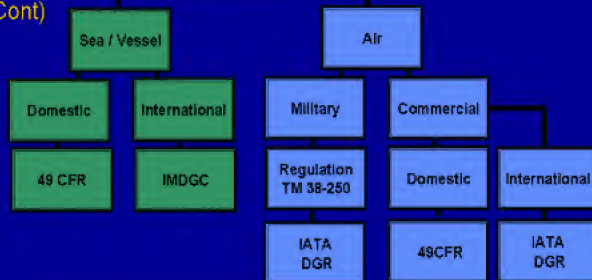 Cont)
Sea / Vessel
Air
Domestic
International
Military
Commercial
49 CFR
IMDGC
Regulation
TM 38-250
Domestic
International
IATA
DGR
49CFR
IATA
DGR